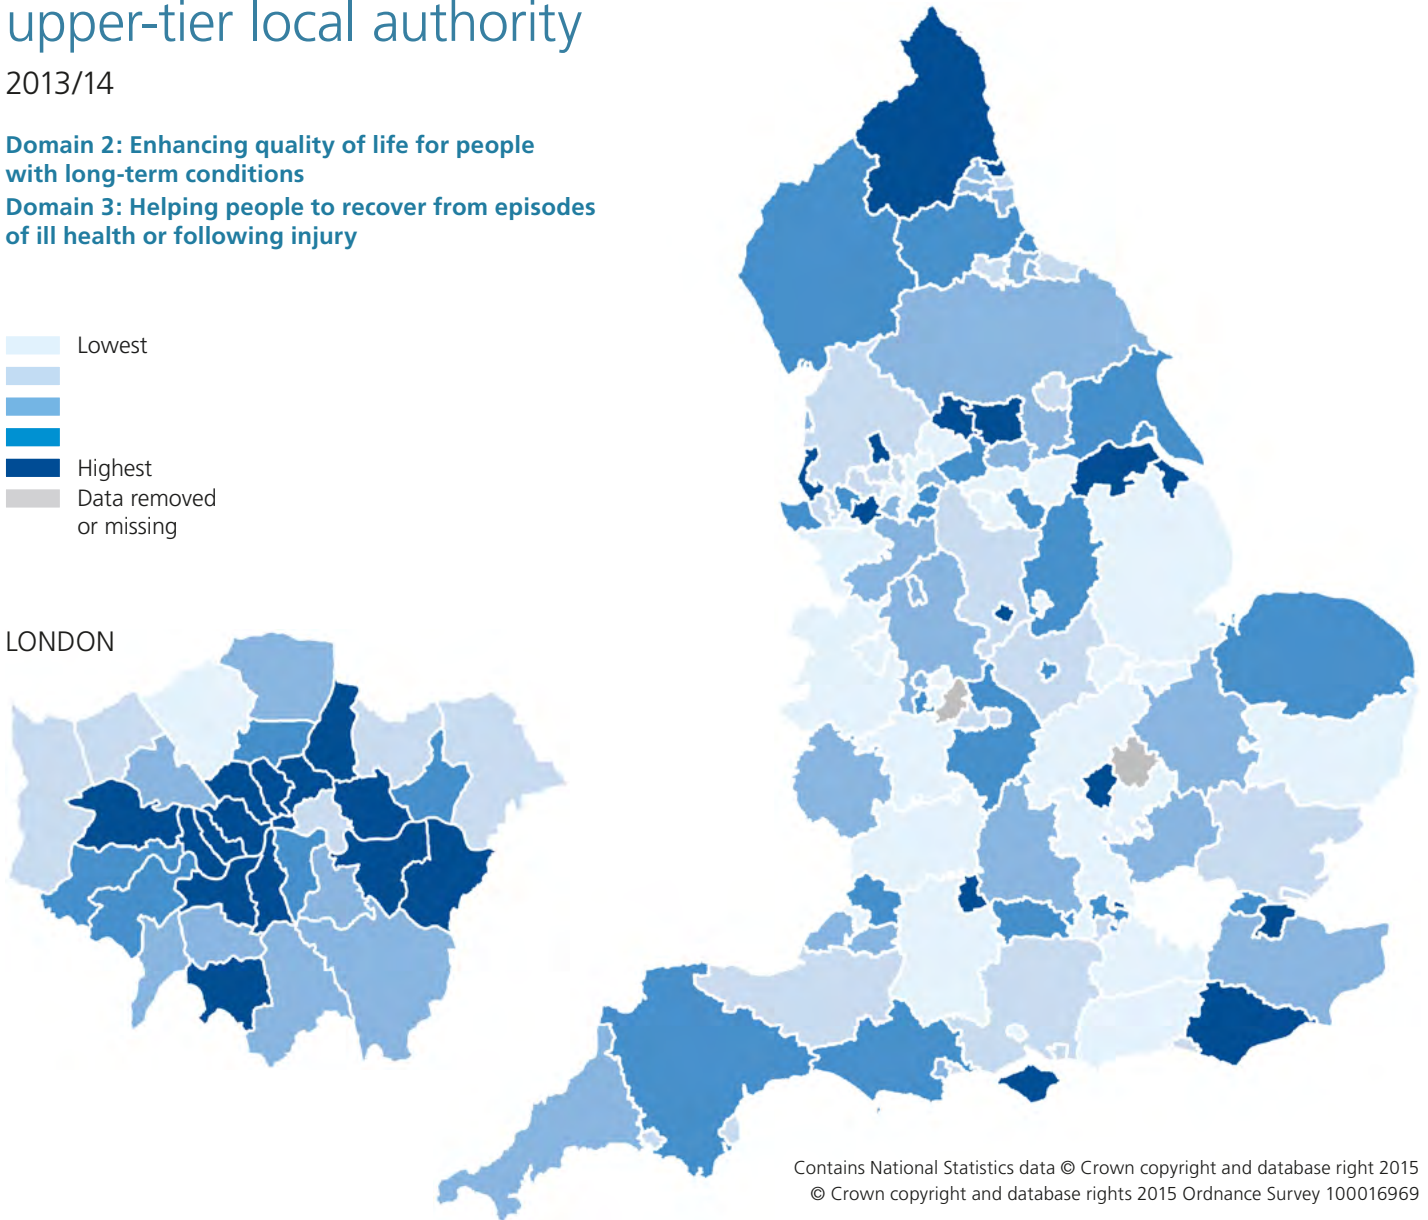 upper-tier local authority
2013/14
Domain 2: Enhancing quality of life for people
with long-term conditions
Domain 3: Helping people to recover from episodes
of ill health or following injury
Lowest
Highest
Data removed
or missing
LONDON
Contains National Statistics data © Crown copyright and database right 2015
© Crown copyright and database rights 2015 Ordnance Survey 100016969